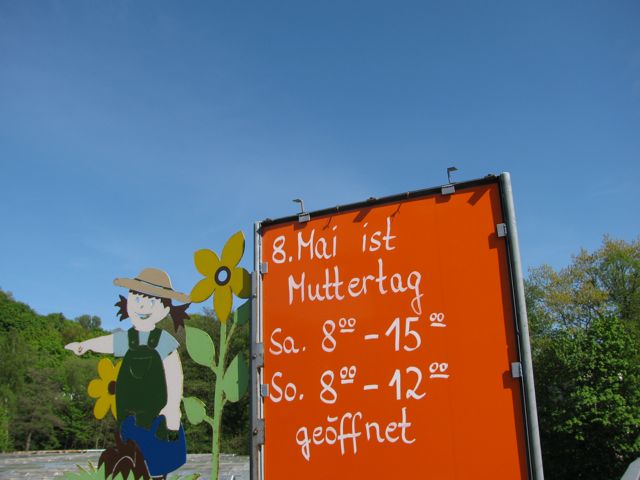 8. Mai ist
Muttertag
Sa. 8⁰⁰ - 15⁰⁰
So. 8⁰⁰ - 12⁰⁰
geöffnet